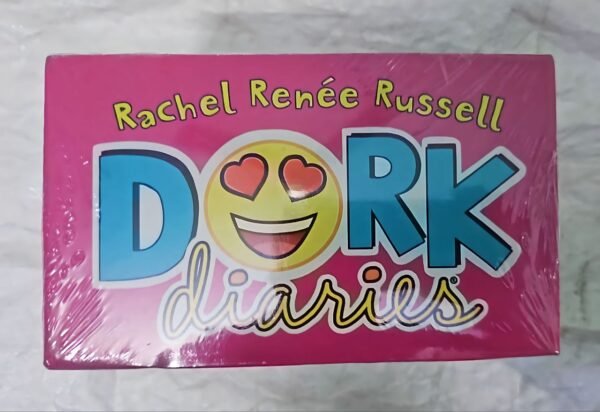 Rachel Renée Russell
DORK
diaries®